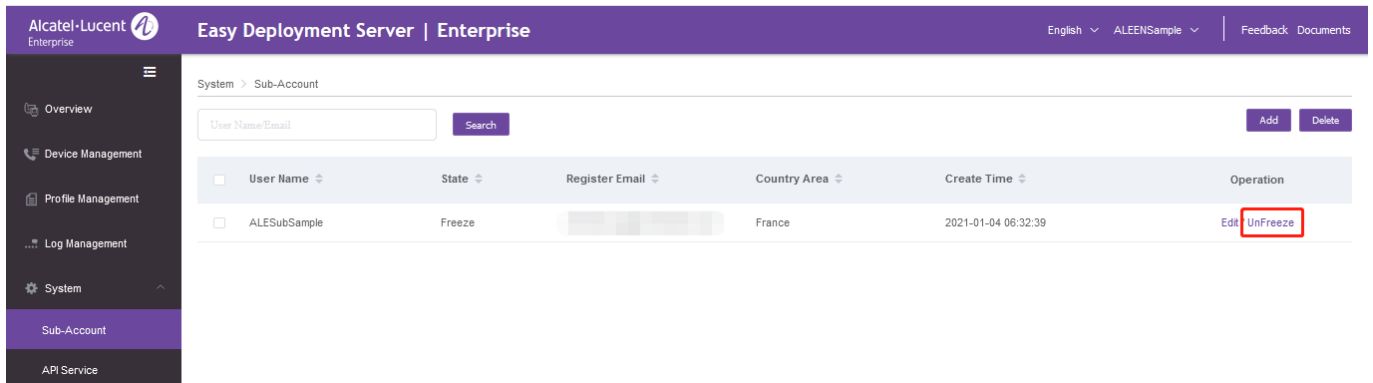 Alcatel·Lucent
Enterprise
Easy Deployment Server | Enterprise
English ALEENSample Feedback Documents
System > Sub-Account
Overview
User Name/Email Search Add Delete
Device Management
User Name State Register Email Country Area Create Time Operation
Profile Management
ALESubSample Freeze France 2021-01-04 06:32:39 Edit / UnFreeze
Log Management
System
Sub-Account
API Service